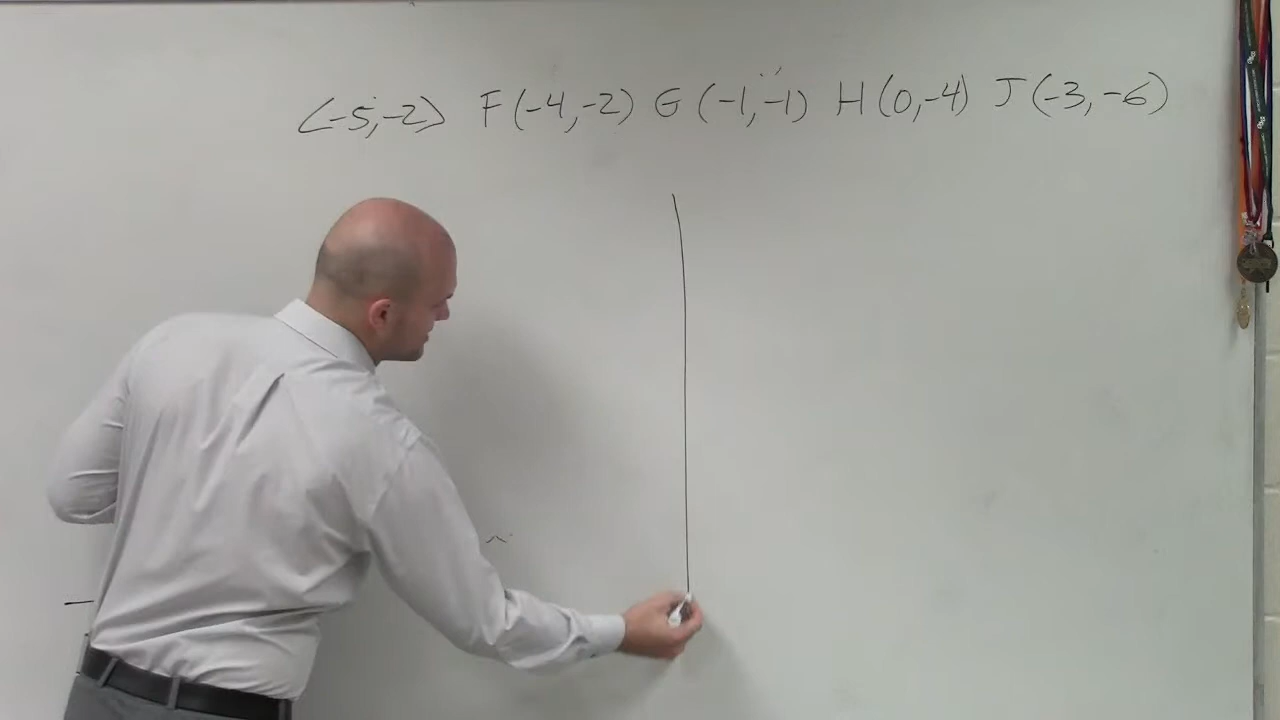 ⟨-5,-2⟩ F(-4,-2) G(-1,-1) H(0,-4) J(-3,-6)